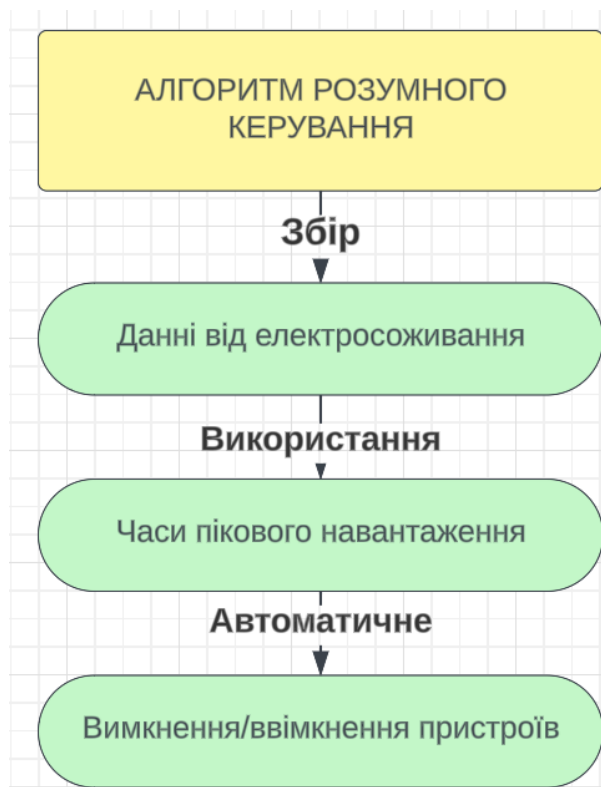 АЛГОРИТМ РОЗУМНОГО
КЕРУВАННЯ
Збір
Данні від електросоживання
Використання
Часи пікового навантаження
Автоматичне
Вимкнення/ввімкнення пристроїв